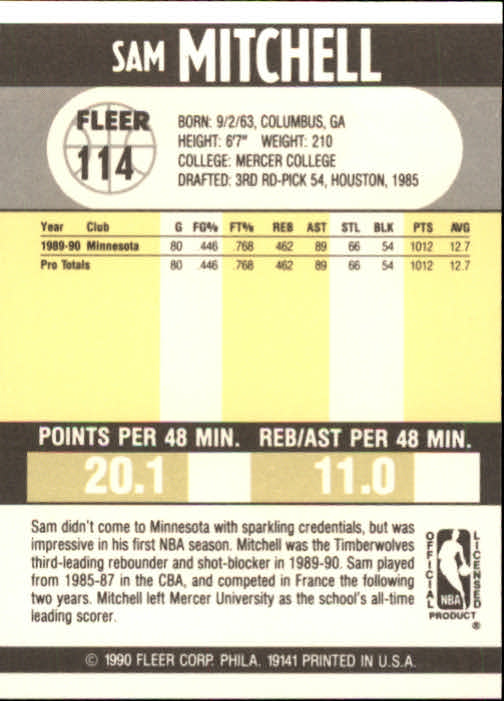 SAM MITCHELL
FLEER
114
BORN: 9/2/63, COLUMBUS, GA
HEIGHT: 6'7" WEIGHT: 210
COLLEGE: MERCER COLLEGE
DRAFTED: 3RD RD-PICK 54, HOUSTON, 1985
Year Club G FG% FT% REB AST STL BLK PTS AVG
1989-90 Minnesota 80 .446 .768 462 89 66 54 1012 12.7
Pro Totals 80 .446 .768 462 89 66 54 1012 12.7
POINTS PER 48 MIN. REB/AST PER 48 MIN.
20.1 11.0
Sam didn't come to Minnesota with sparkling credentials, but was
impressive in his first NBA season. Mitchell was the Timberwolves
third-leading rebounder and shot-blocker in 1989-90. Sam played
from 1985-87 in the CBA, and competed in France the following
two years. Mitchell left Mercer University as the school's all-time
leading scorer.
OFFICIAL
NBA
LICENSED
PRODUCT
®
© 1990 FLEER CORP. PHILA. 19141 PRINTED IN U.S.A.